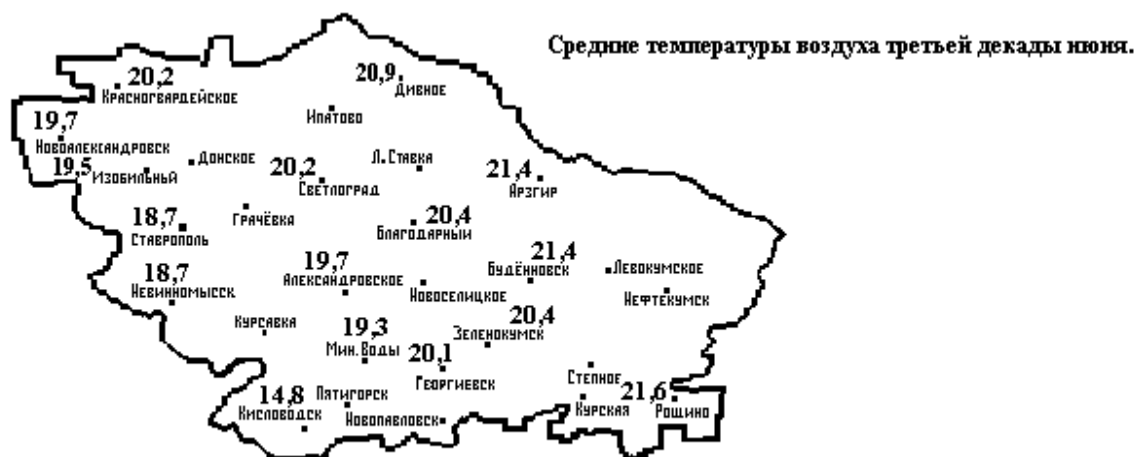 Средние температуры воздуха третьей декады июня.
20,2
Красногвардейское
20,9
Дивное
Ипатово
19,7
Новоалександровск
19,5
Изобильный
Донское
20,2
Светлоград
Л.Ставка
21,4
Арзгир
18,7
Ставрополь
Грачёвка
20,4
Благодарный
18,7
Невинномысск
19,7
Александровское
Новоселицкое
21,4
Будённовск
Левокумское
Нефтекумск
Курсавка
19,3
Мин.Воды
20,4
Зеленокумск
20,1
Георгиевск
Степное
Курская
21,6
Рощино
14,8
Кисловодск
Пятигорск
Новопавловск